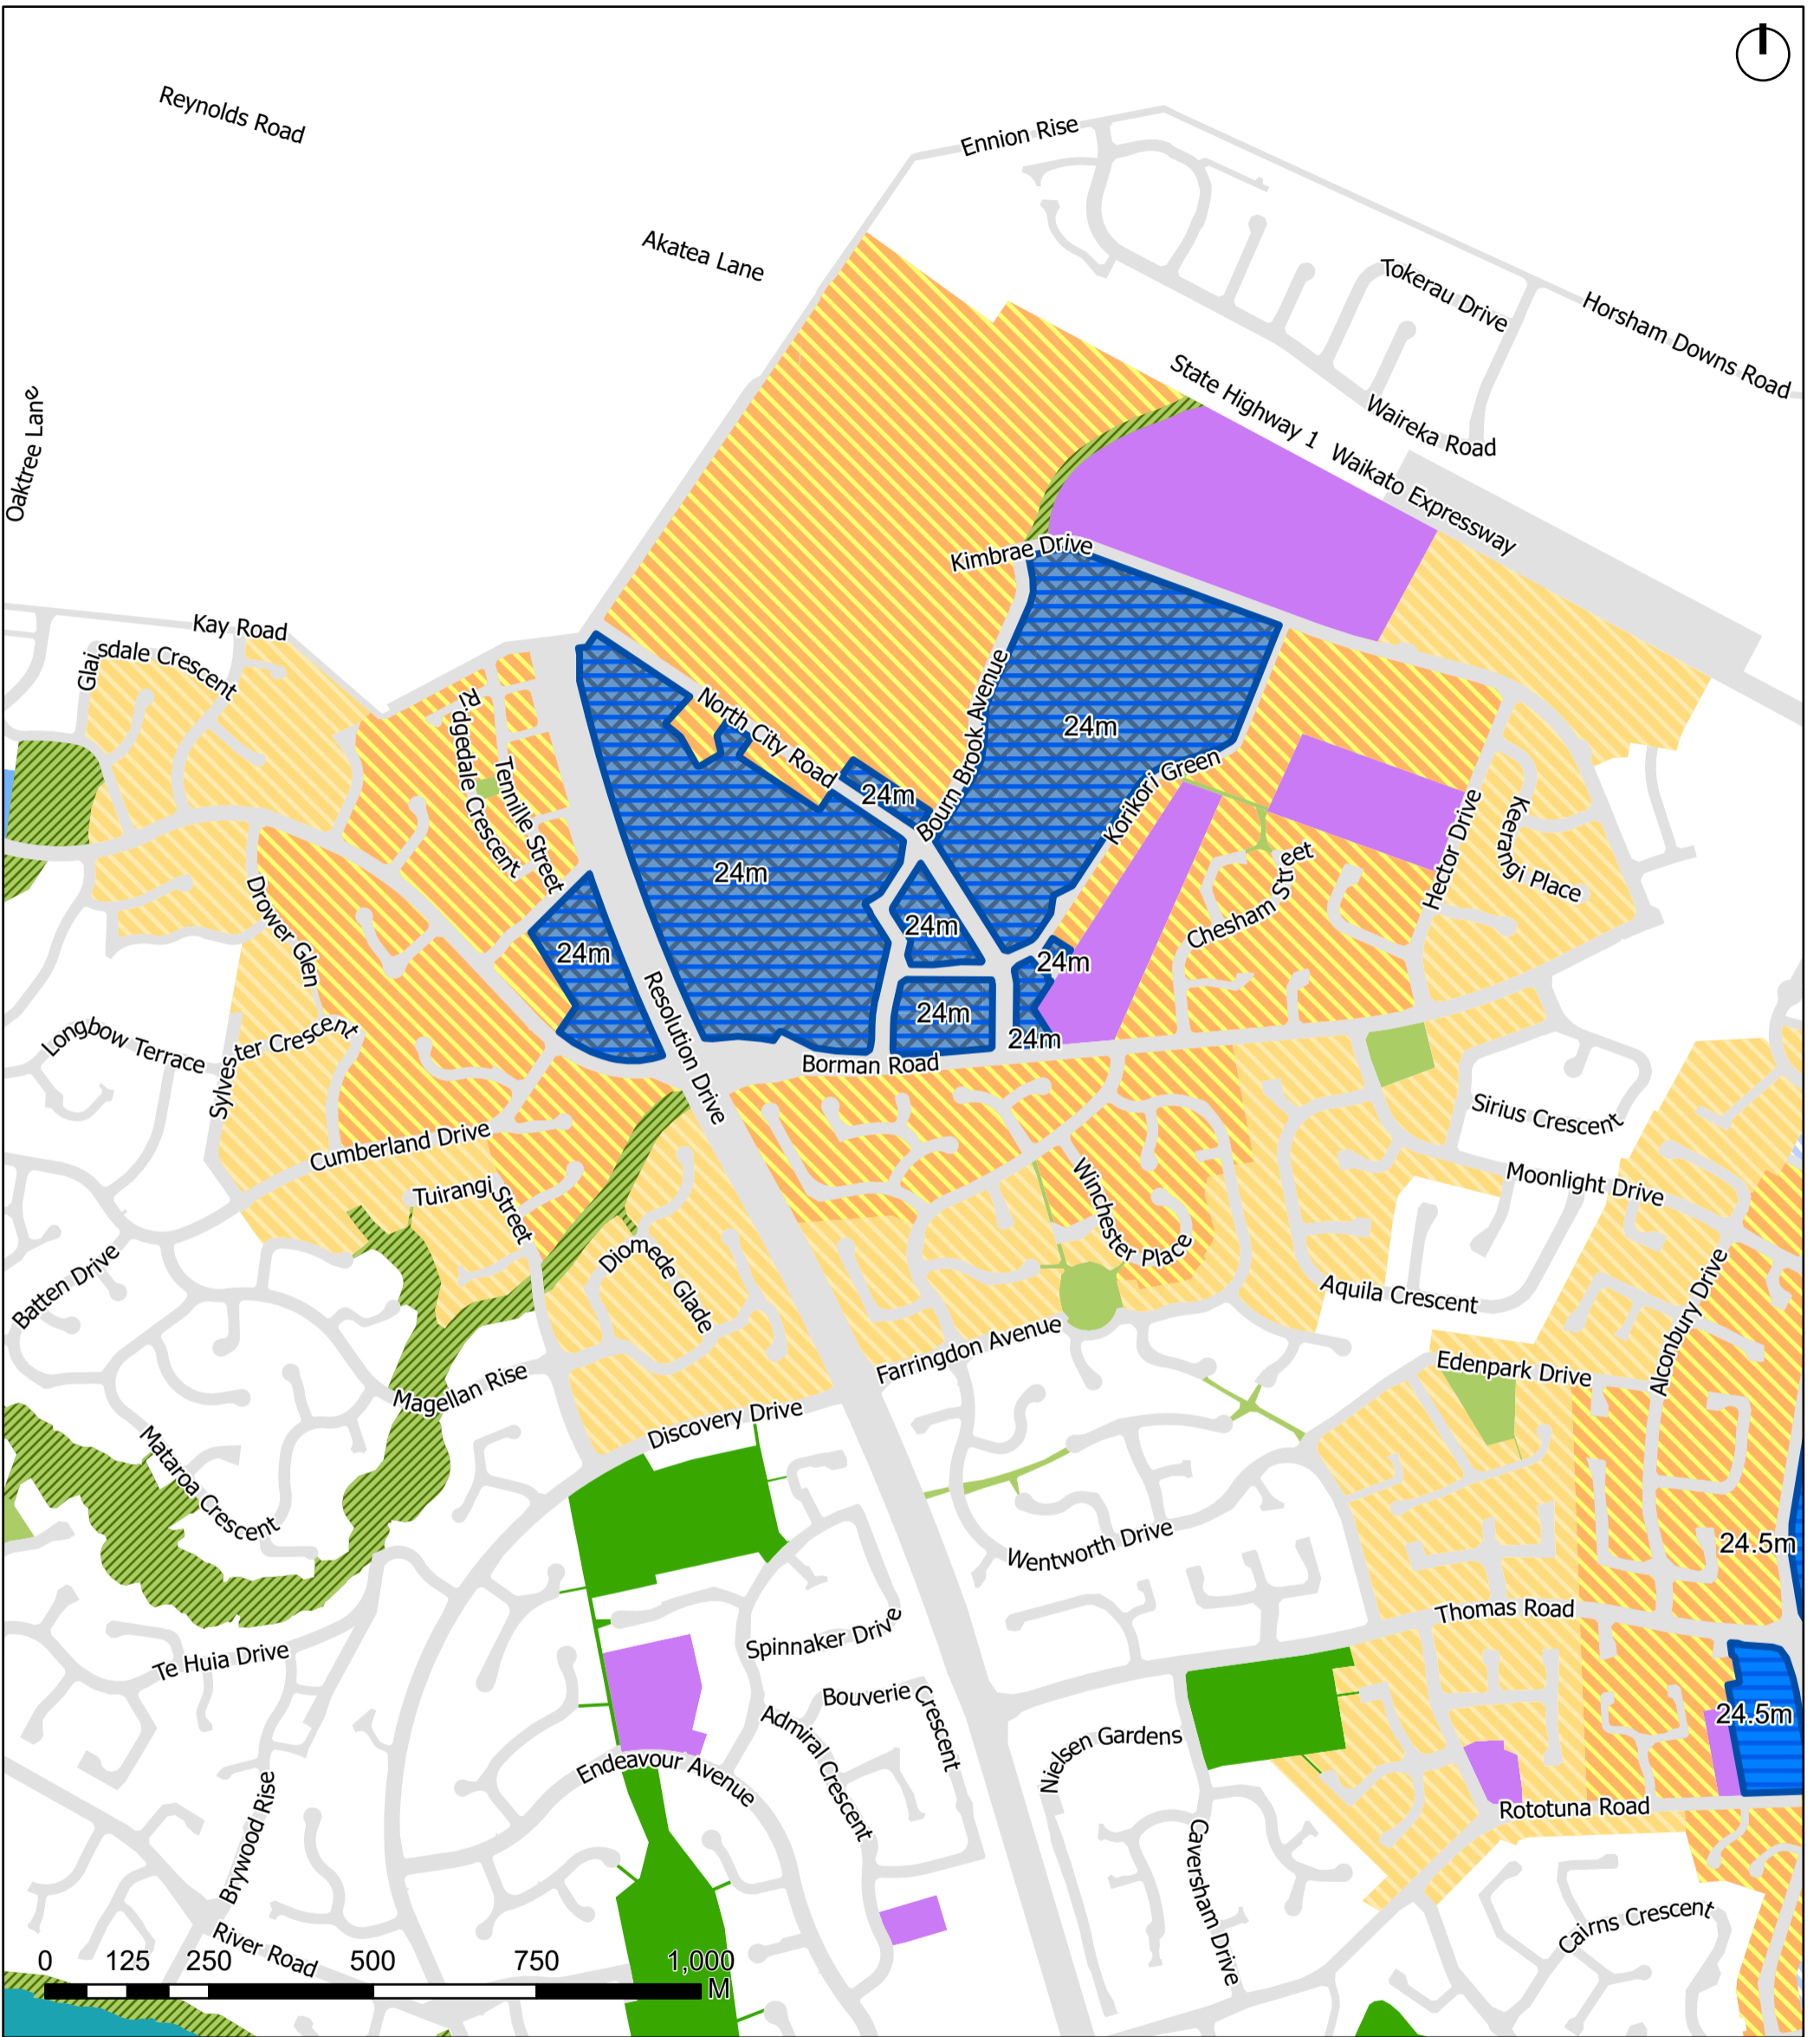 Reynolds Road
Ennion Rise
Akatea Lane
Tokerau Drive
Horsham Downs Road
State Highway 1 Waikato Expressway
Waireka Road
Oaktree Lane
Kimbrae Drive
Kay Road
Glaisdale Crescent
Ridgedale Crescent
Tennille Street
North City Road
Bourn Brook Avenue
24m
24m
Korikori Green
24m
Hector Drive
Keerangi Place
Chesham Street
Drower Glen
24m
24m
24m
Resolution Drive
24m
24m
Borman Road
Longbow Terrace
Sylvester Crescent
Sirius Crescent
Cumberland Drive
Moonlight Drive
Tuirangi Street
Winchester Place
Batten Drive
Diomede Glade
Aquila Crescent
Alconbury Drive
Farringdon Avenue
Edenpark Drive
Magellan Rise
Discovery Drive
Mataroa Crescent
Wentworth Drive
24.5m
Thomas Road
Te Huia Drive
Spinnaker Drive
Bouverie Crescent
Admiral Crescent
Nielsen Gardens
24.5m
Endeavour Avenue
Rototuna Road
Brywood Rise
Caversham Drive
Cairns Crescent
River Road
0 125 250 500 750 1,000
M